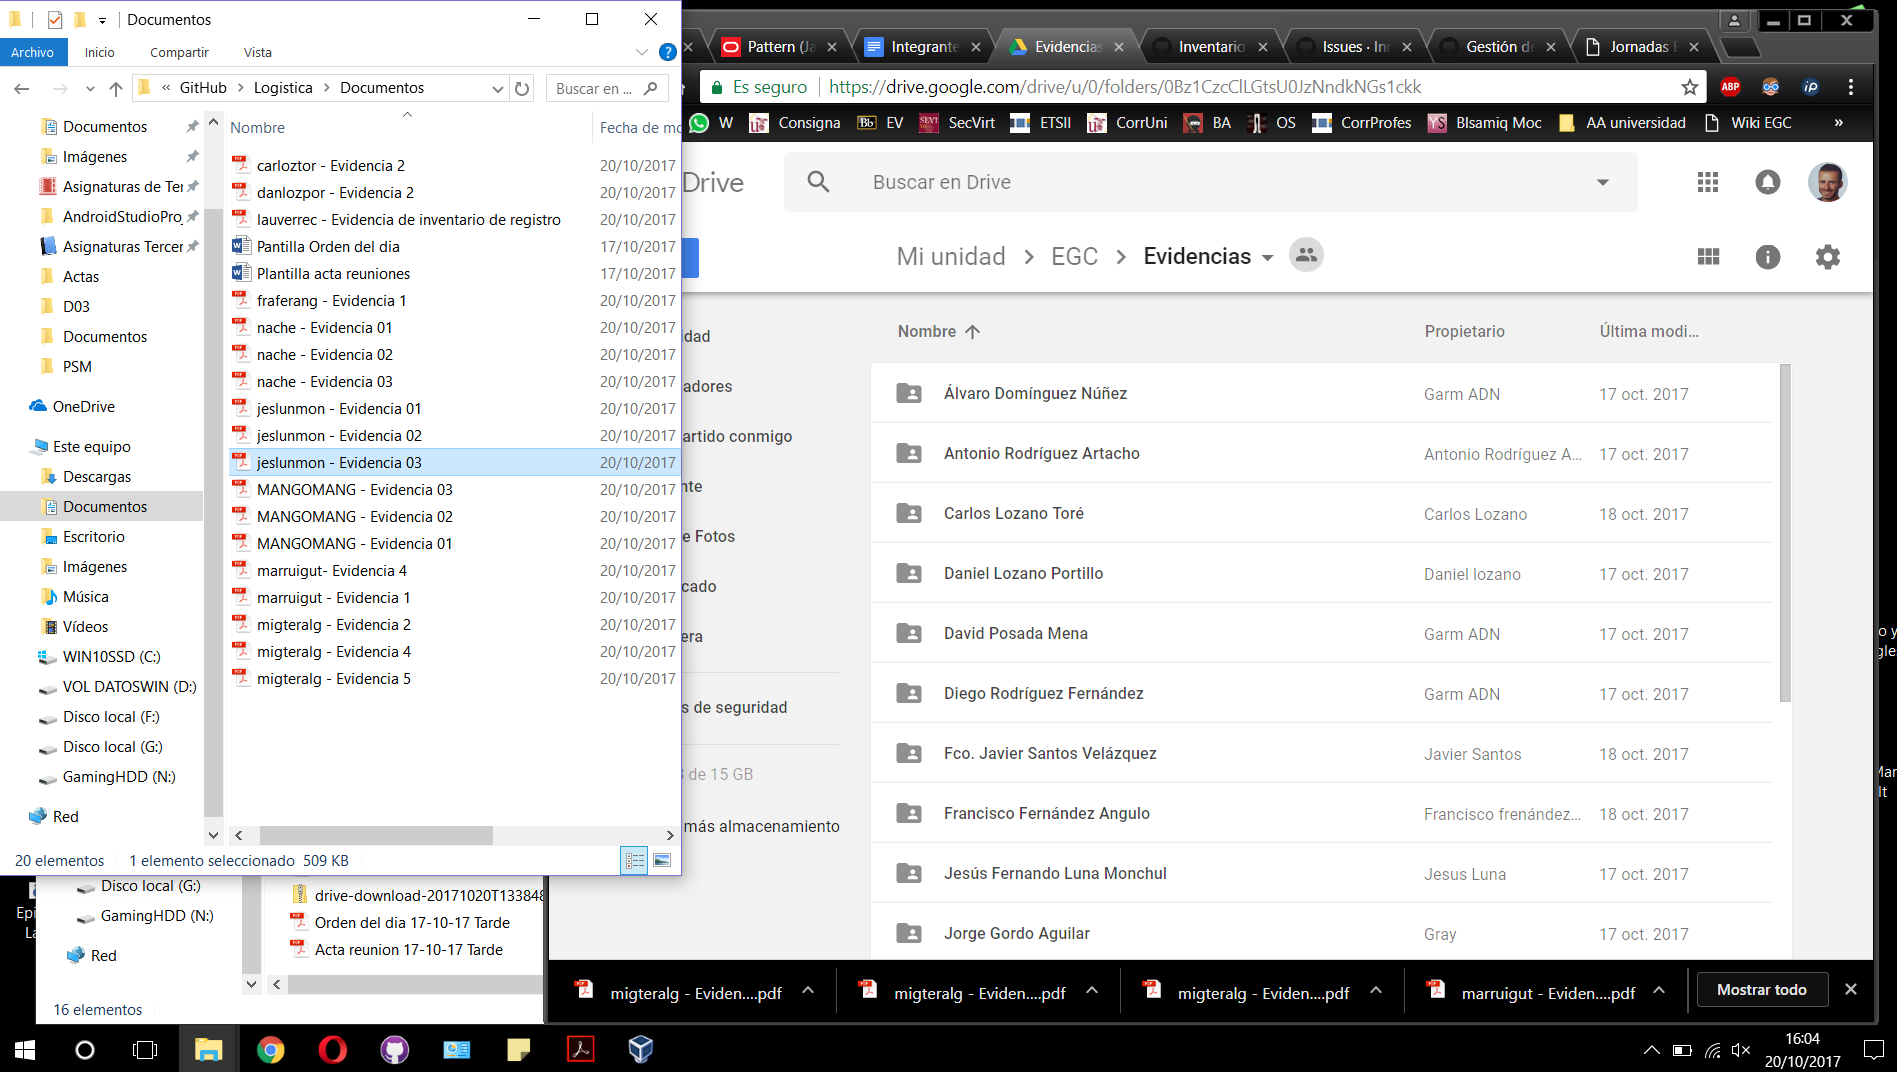 Documentos
Archivo
Inicio
Compartir
Vista
« GitHub > Logistica > Documentos
Buscar en ...
Documentos
Imágenes
Asignaturas de Ter
AndroidStudioPro
Asignaturas Tercer
Actas
D03
Documentos
PSM
OneDrive
Este equipo
Descargas
Documentos
Escritorio
Imágenes
Música
Vídeos
WIN10SSD (C:)
VOL DATOSWIN (D:)
Disco local (F:)
Disco local (G:)
GamingHDD (N:)
Red
Nombre
Fecha de mo
carloztor - Evidencia 2 20/10/2017
danlozpor - Evidencia 2 20/10/2017
lauverrec - Evidencia de inventario de registro 20/10/2017
Pantilla Orden del dia 17/10/2017
Plantilla acta reuniones 17/10/2017
fraferang - Evidencia 1 20/10/2017
nache - Evidencia 01 20/10/2017
nache - Evidencia 02 20/10/2017
nache - Evidencia 03 20/10/2017
jeslunmon - Evidencia 01 20/10/2017
jeslunmon - Evidencia 02 20/10/2017
jeslunmon - Evidencia 03 20/10/2017
MANGOMANG - Evidencia 03 20/10/2017
MANGOMANG - Evidencia 02 20/10/2017
MANGOMANG - Evidencia 01 20/10/2017
marruigut- Evidencia 4 20/10/2017
marruigut - Evidencia 1 20/10/2017
migteralg - Evidencia 2 20/10/2017
migteralg - Evidencia 4 20/10/2017
migteralg - Evidencia 5 20/10/2017
20 elementos 1 elemento seleccionado 509 KB
Disco local (G:)
GamingHDD (N:)
Red
drive-download-20171020T133848
Orden del dia 17-10-17 Tarde
Acta reunion 17-10-17 Tarde
16 elementos
Pattern (Ja
Integrante
Evidencias
Inventario
Issues · Inn
Gestión de
Jornadas E
Es seguro
https://drive.google.com/drive/u/0/folders/0Bz1CzcClLGtsU0JzNndkNGs1ckk
ABP
iP
W
Consigna
Bb EV
SecVirt
ETSII
CorrUni
BA
OS
CorrProfes
YS Blsamiq Moc
AA universidad
Wiki EGC
»
Drive
Buscar en Drive
Mi unidad > EGC > Evidencias
idad
adores
artido conmigo
nte
e Fotos
cado
era
s de seguridad
de 15 GB
más almacenamiento
Nombre Propietario Última modi...
Álvaro Domínguez Núñez Garm ADN 17 oct. 2017
Antonio Rodríguez Artacho Antonio Rodríguez A... 17 oct. 2017
Carlos Lozano Toré Carlos Lozano 18 oct. 2017
Daniel Lozano Portillo Daniel lozano 17 oct. 2017
David Posada Mena Garm ADN 17 oct. 2017
Diego Rodríguez Fernández Garm ADN 17 oct. 2017
Fco. Javier Santos Velázquez Javier Santos 18 oct. 2017
Francisco Fernández Angulo Francisco frenández... 18 oct. 2017
Jesús Fernando Luna Monchul Jesus Luna 17 oct. 2017
Jorge Gordo Aguilar Gray 17 oct. 2017
migteralg - Eviden....pdf
migteralg - Eviden....pdf
migteralg - Eviden....pdf
marruigut - Eviden....pdf
Mostrar todo
16:04
20/10/2017